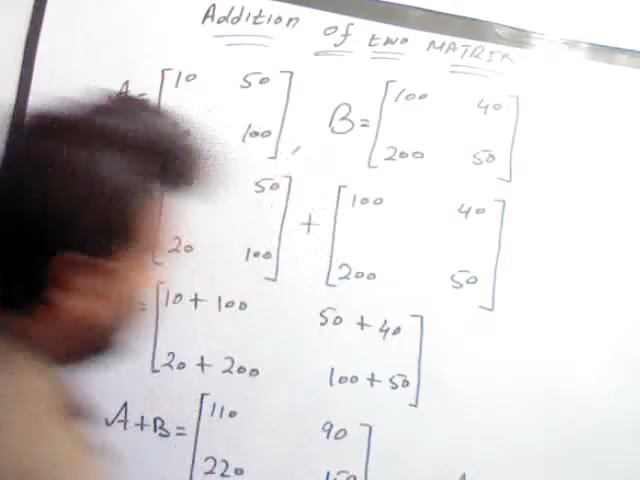 Addition of two MATRIX
A = [ 10 50
100 ] , B = [ 100 40
200 50 ]
50 ] + [ 100 40
20 100 ] [ 200 50 ]
= [ 10 + 100 50 + 40
20 + 200 100 + 50 ]
A+B = [ 110 90
220 150 ]